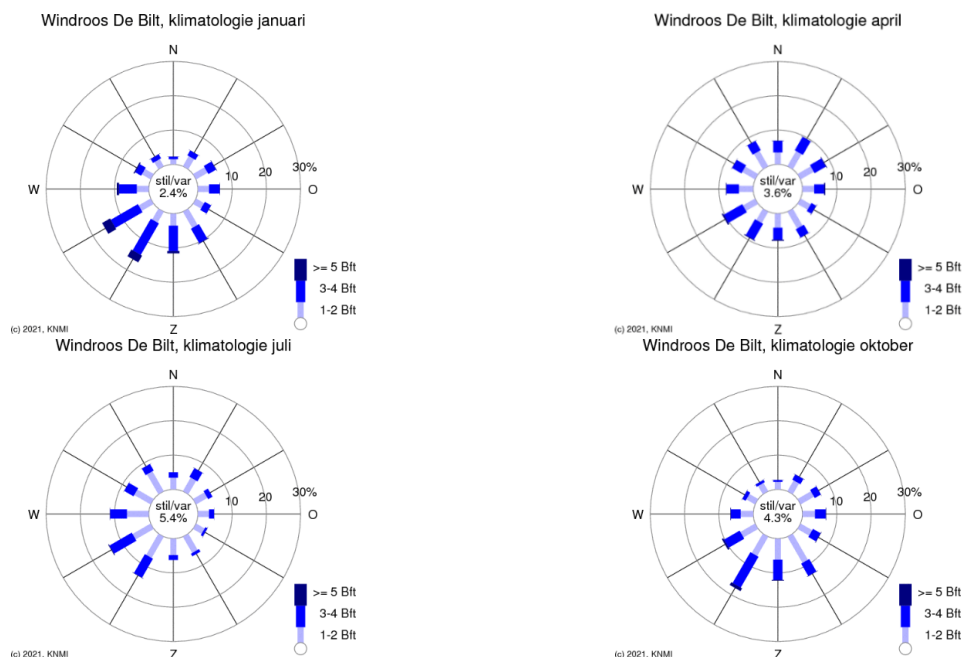 Windroos De Bilt, klimatologie januari
N
30%
20
10
stil/var
2.4%
W
O
>= 5 Bft
3-4 Bft
1-2 Bft
(c) 2021, KNMI
Z
Windroos De Bilt, klimatologie april
N
30%
20
10
stil/var
3.6%
W
O
>= 5 Bft
3-4 Bft
1-2 Bft
(c) 2021, KNMI
Z
Windroos De Bilt, klimatologie juli
N
30%
20
10
stil/var
5.4%
W
O
>= 5 Bft
3-4 Bft
1-2 Bft
(c) 2021, KNMI
Z
Windroos De Bilt, klimatologie oktober
N
30%
20
10
stil/var
4.3%
W
O
>= 5 Bft
3-4 Bft
1-2 Bft
(c) 2021, KNMI
Z